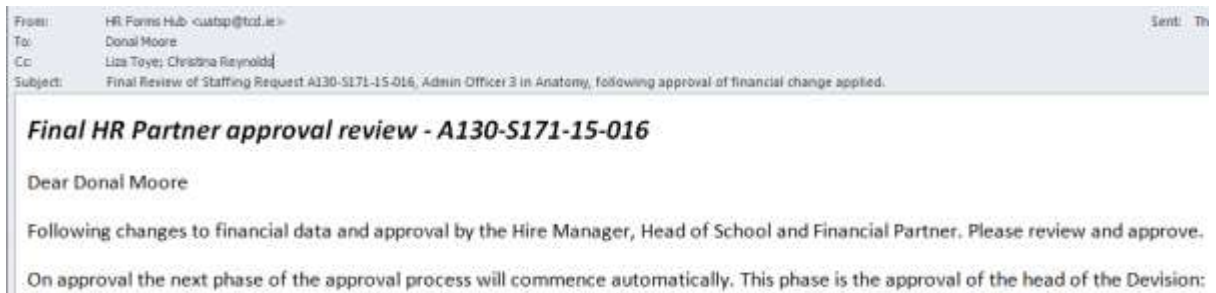 From: HR Forms Hub <uatsp@tcd.ie> Sent: Th
To: Donal Moore
Cc: Liza Toye; Christina Reynolds
Subject: Final Review of Staffing Request A130-S171-15-016, Admin Officer 3 in Anatomy, following approval of financial change applied.
Final HR Partner approval review - A130-S171-15-016
Dear Donal Moore
Following changes to financial data and approval by the Hire Manager, Head of School and Financial Partner. Please review and approve.
On approval the next phase of the approval process will commence automatically. This phase is the approval of the head of the Devision: